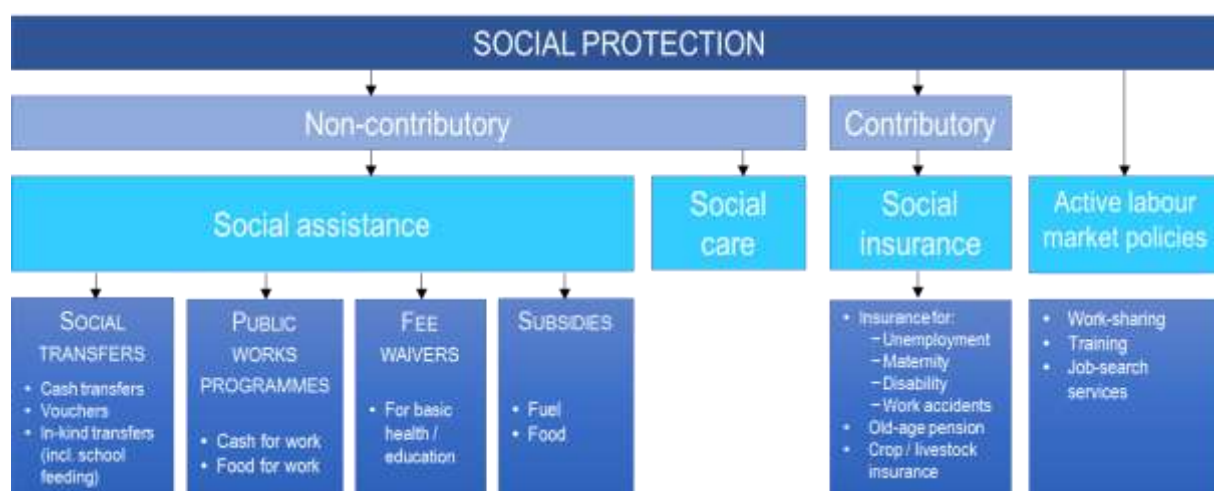 SOCIAL PROTECTION
Non-contributory
Contributory
Social assistance
Social
care
Social
insurance
Active labour
market policies
SOCIAL
TRANSFERS
• Cash transfers
• Vouchers
• In-kind transfers
(incl. school
feeding)
PUBLIC
WORKS
PROGRAMMES
• Cash for work
• Food for work
FEE
WAIVERS
• For basic
health /
education
SUBSIDIES
• Fuel
• Food
• Insurance for:
– Unemployment
– Maternity
– Disability
– Work accidents
• Old-age pension
• Crop / livestock
insurance
• Work-sharing
• Training
• Job-search
services